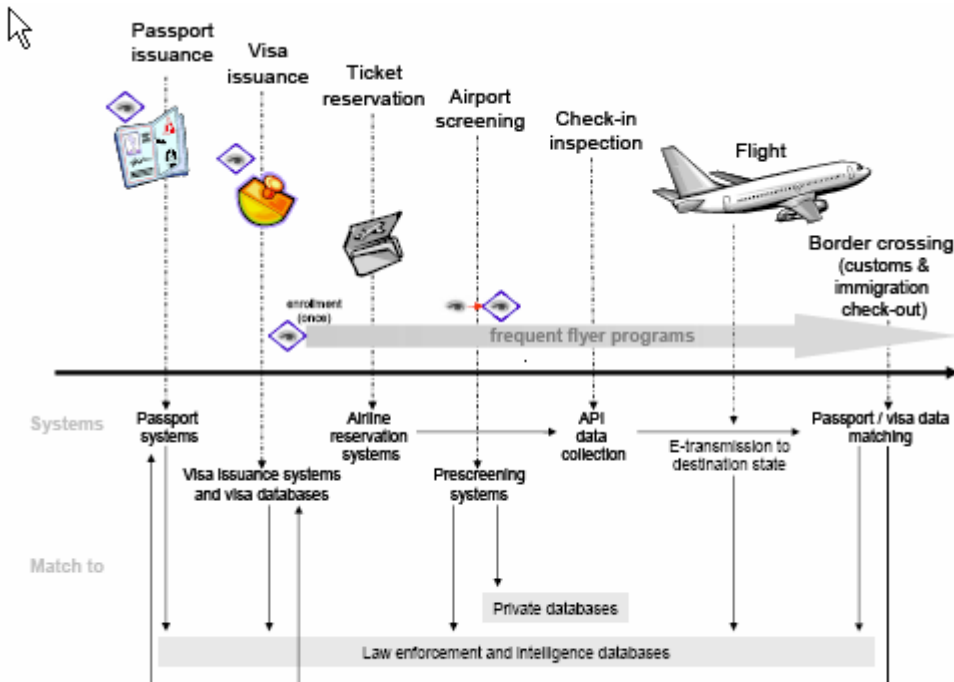 Passport
issuance
Visa
issuance
Ticket
reservation
Airport
screening
Check-in
inspection
Flight
Border crossing
(customs &
immigration
check-out)
enrollment
(once)
frequent flyer programs
Systems
Passport
systems
Visa issuance systems
and visa databases
Airline
reservation
systems
Prescreening
systems
API
data
collection
E-transmission to
destination state
Passport / visa data
matching
Match to
Private databases
Law enforcement and intelligence databases